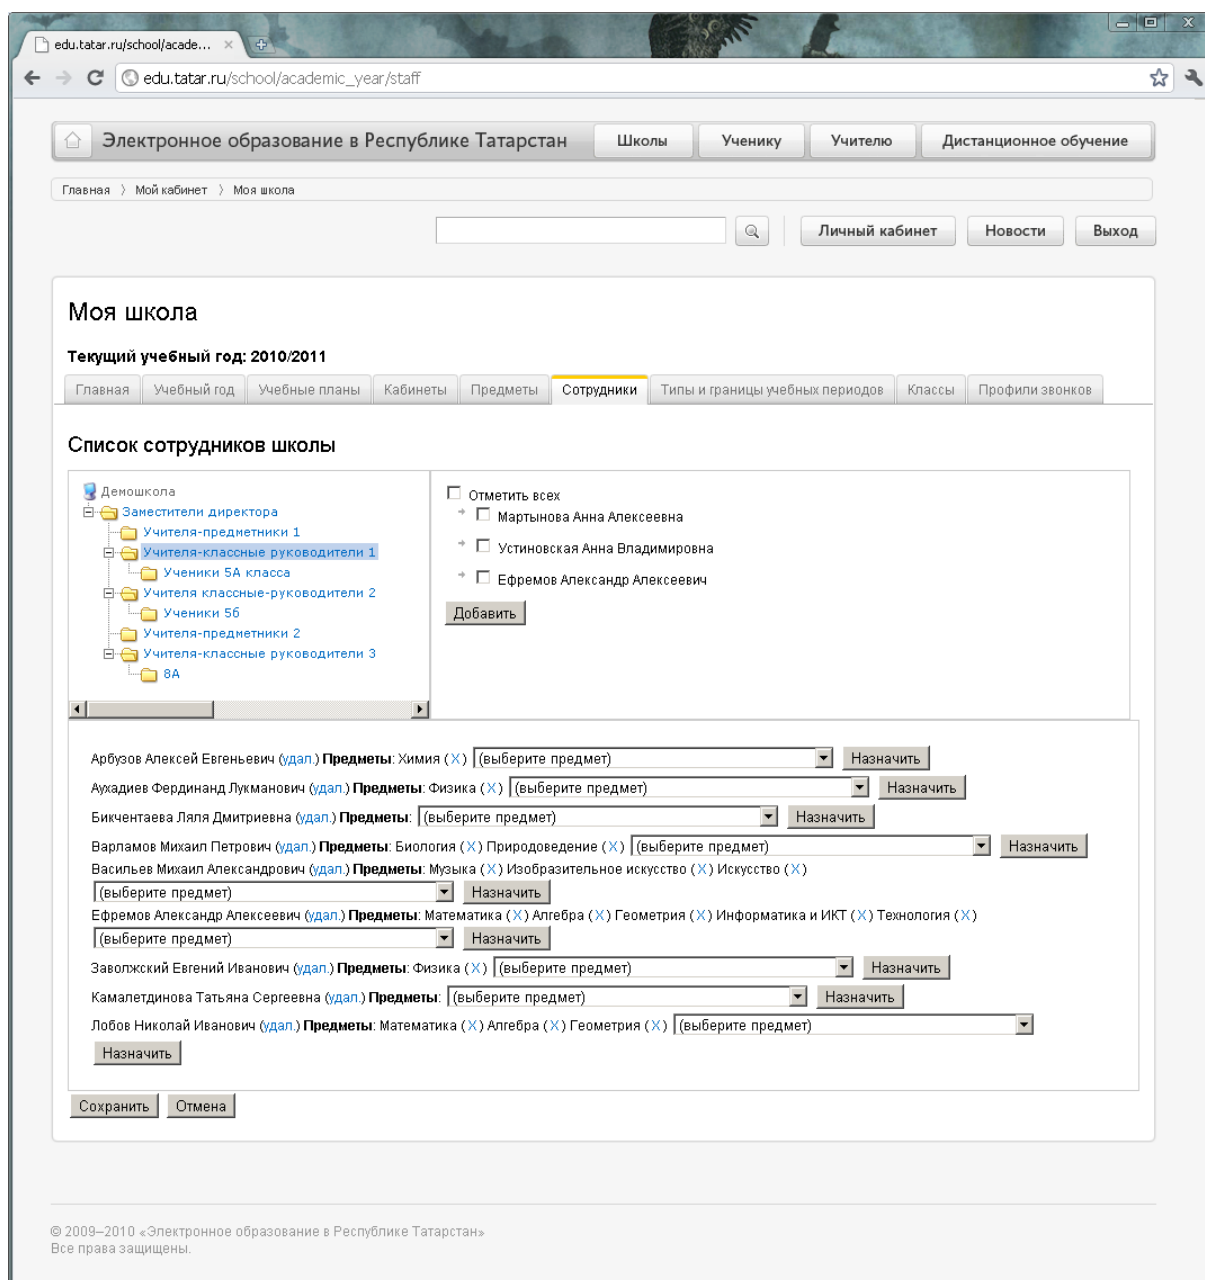 edu.tatar.ru/school/acade...
edu.tatar.ru/school/academic_year/staff
Электронное образование в Республике Татарстан Школы Ученику Учителю Дистанционное обучение
Главная 〉 Мой кабинет 〉 Моя школа
Личный кабинет Новости Выход
Моя школа
Текущий учебный год: 2010/2011
Главная Учебный год Учебные планы Кабинеты Предметы Сотрудники Типы и границы учебных периодов Классы Профили звонков
Список сотрудников школы
Демошкола
Заместители директора
Учителя-предметники 1
Учителя-классные руководители 1
Ученики 5А класса
Учителя классные-руководители 2
Ученики 5б
Учителя-предметники 2
Учителя-классные руководители 3
8А
Отметить всех
Мартынова Анна Алексеевна
Устиновская Анна Владимировна
Ефремов Александр Алексеевич
Добавить
Арбузов Алексей Евгеньевич (удал.) Предметы: Химия (X) (выберите предмет) Назначить
Аухадиев Фердинанд Лукманович (удал.) Предметы: Физика (X) (выберите предмет) Назначить
Бикчентаева Ляля Дмитриевна (удал.) Предметы: (выберите предмет) Назначить
Варламов Михаил Петрович (удал.) Предметы: Биология (X) Природоведение (X) (выберите предмет) Назначить
Васильев Михаил Александрович (удал.) Предметы: Музыка (X) Изобразительное искусство (X) Искусство (X)
(выберите предмет) Назначить
Ефремов Александр Алексеевич (удал.) Предметы: Математика (X) Алгебра (X) Геометрия (X) Информатика и ИКТ (X) Технология (X)
(выберите предмет) Назначить
Заволжский Евгений Иванович (удал.) Предметы: Физика (X) (выберите предмет) Назначить
Камалетдинова Татьяна Сергеевна (удал.) Предметы: (выберите предмет) Назначить
Лобов Николай Иванович (удал.) Предметы: Математика (X) Алгебра (X) Геометрия (X) (выберите предмет)
Назначить
Сохранить Отмена
© 2009–2010 «Электронное образование в Республике Татарстан»
Все права защищены.